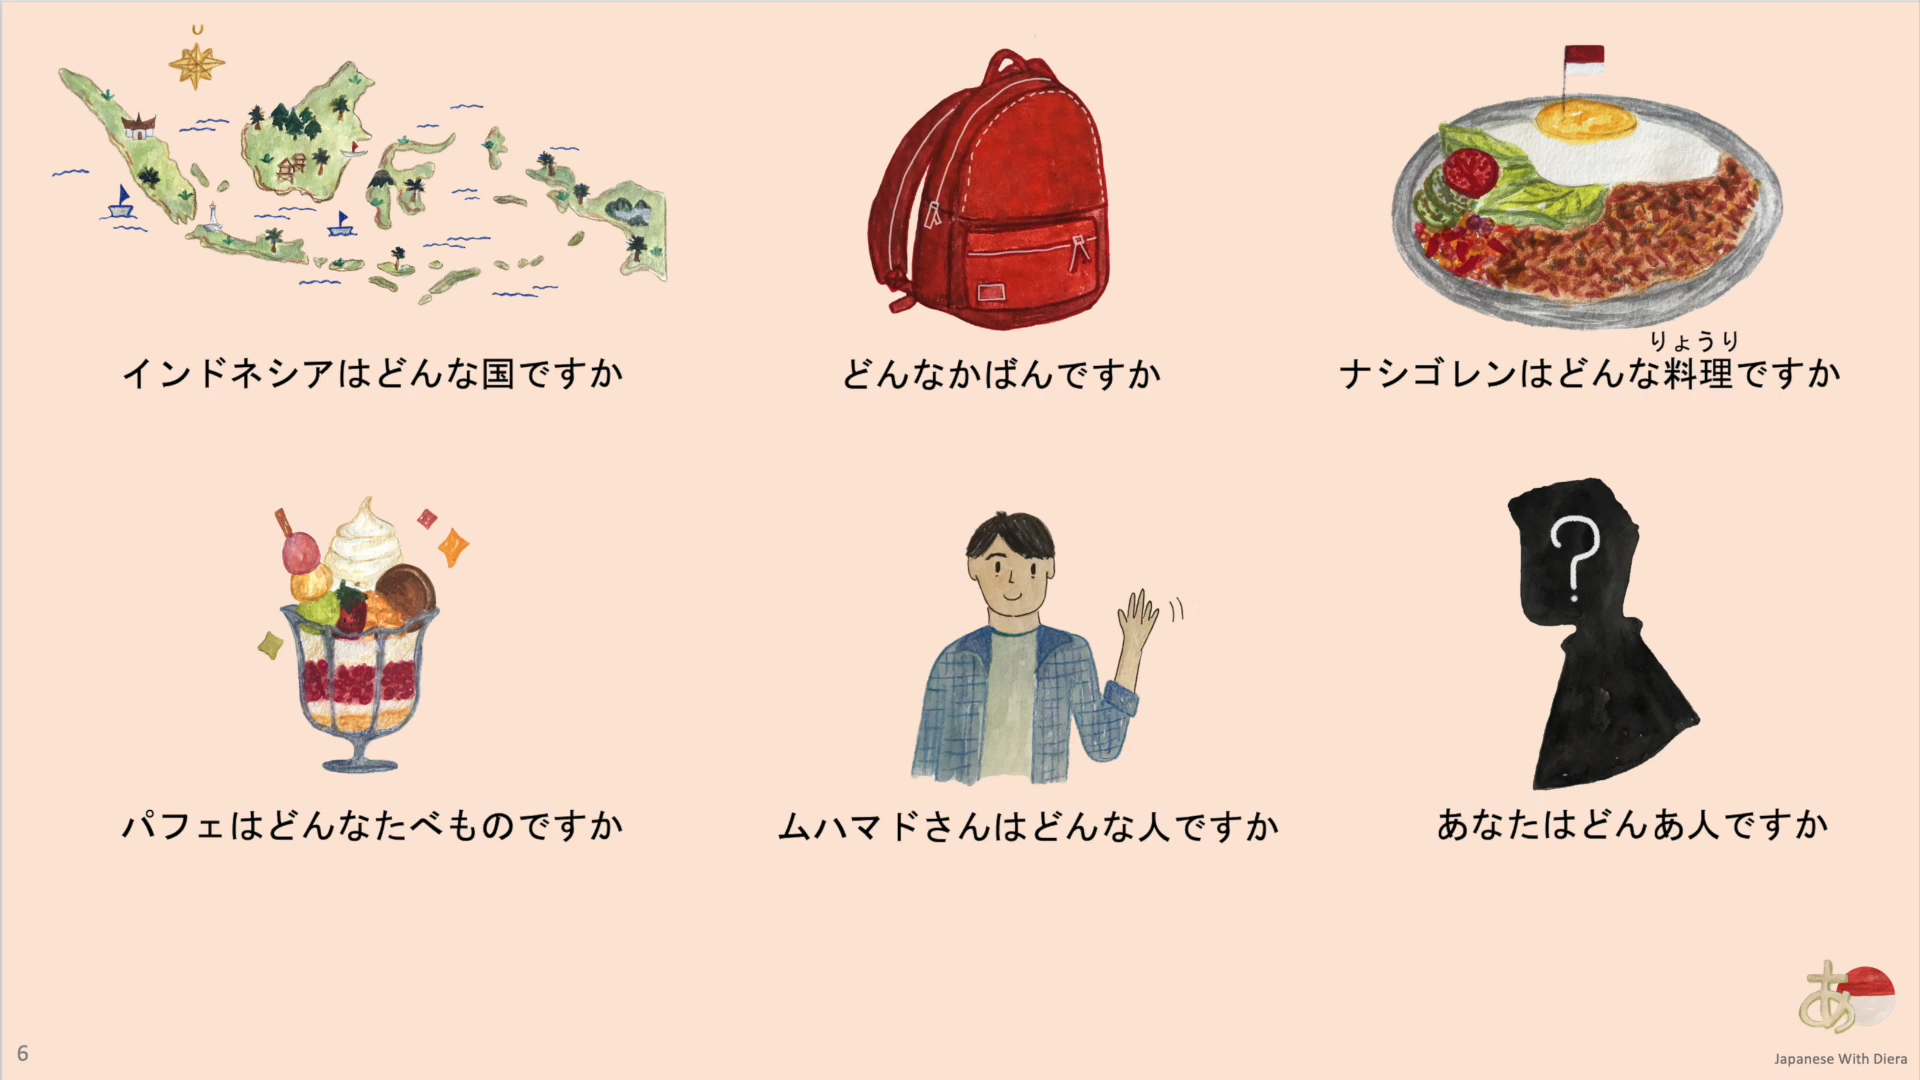 U
インドネシアはどんな国ですか
どんなかばんですか
りょうり
ナシゴレンはどんな料理ですか
?
パフェはどんなたべものですか
ムハマドさんはどんな人ですか
あなたはどんあ人ですか
あ
6
Japanese With Diera